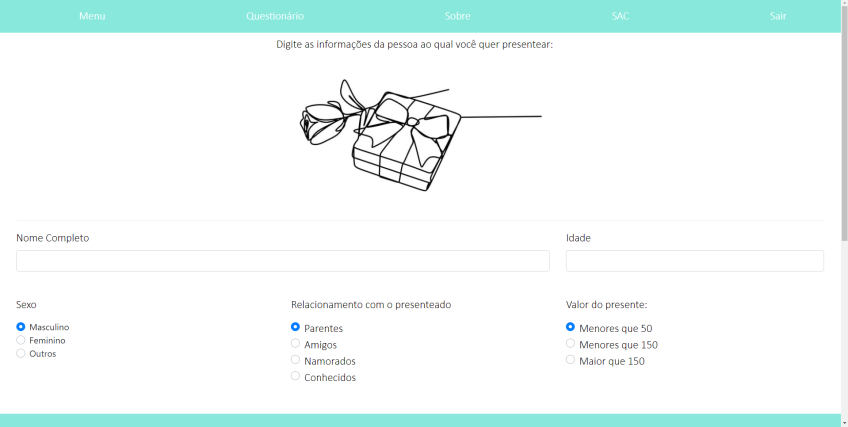 Menu Questionário Sobre SAC Sair
Digite as informações da pessoa ao qual você quer presentear:
Nome Completo Idade
Sexo Relacionamento com o presenteado Valor do presente:
Masculino Parentes Menores que 50
Feminino Amigos Menores que 150
Outros Namorados Maior que 150
Conhecidos